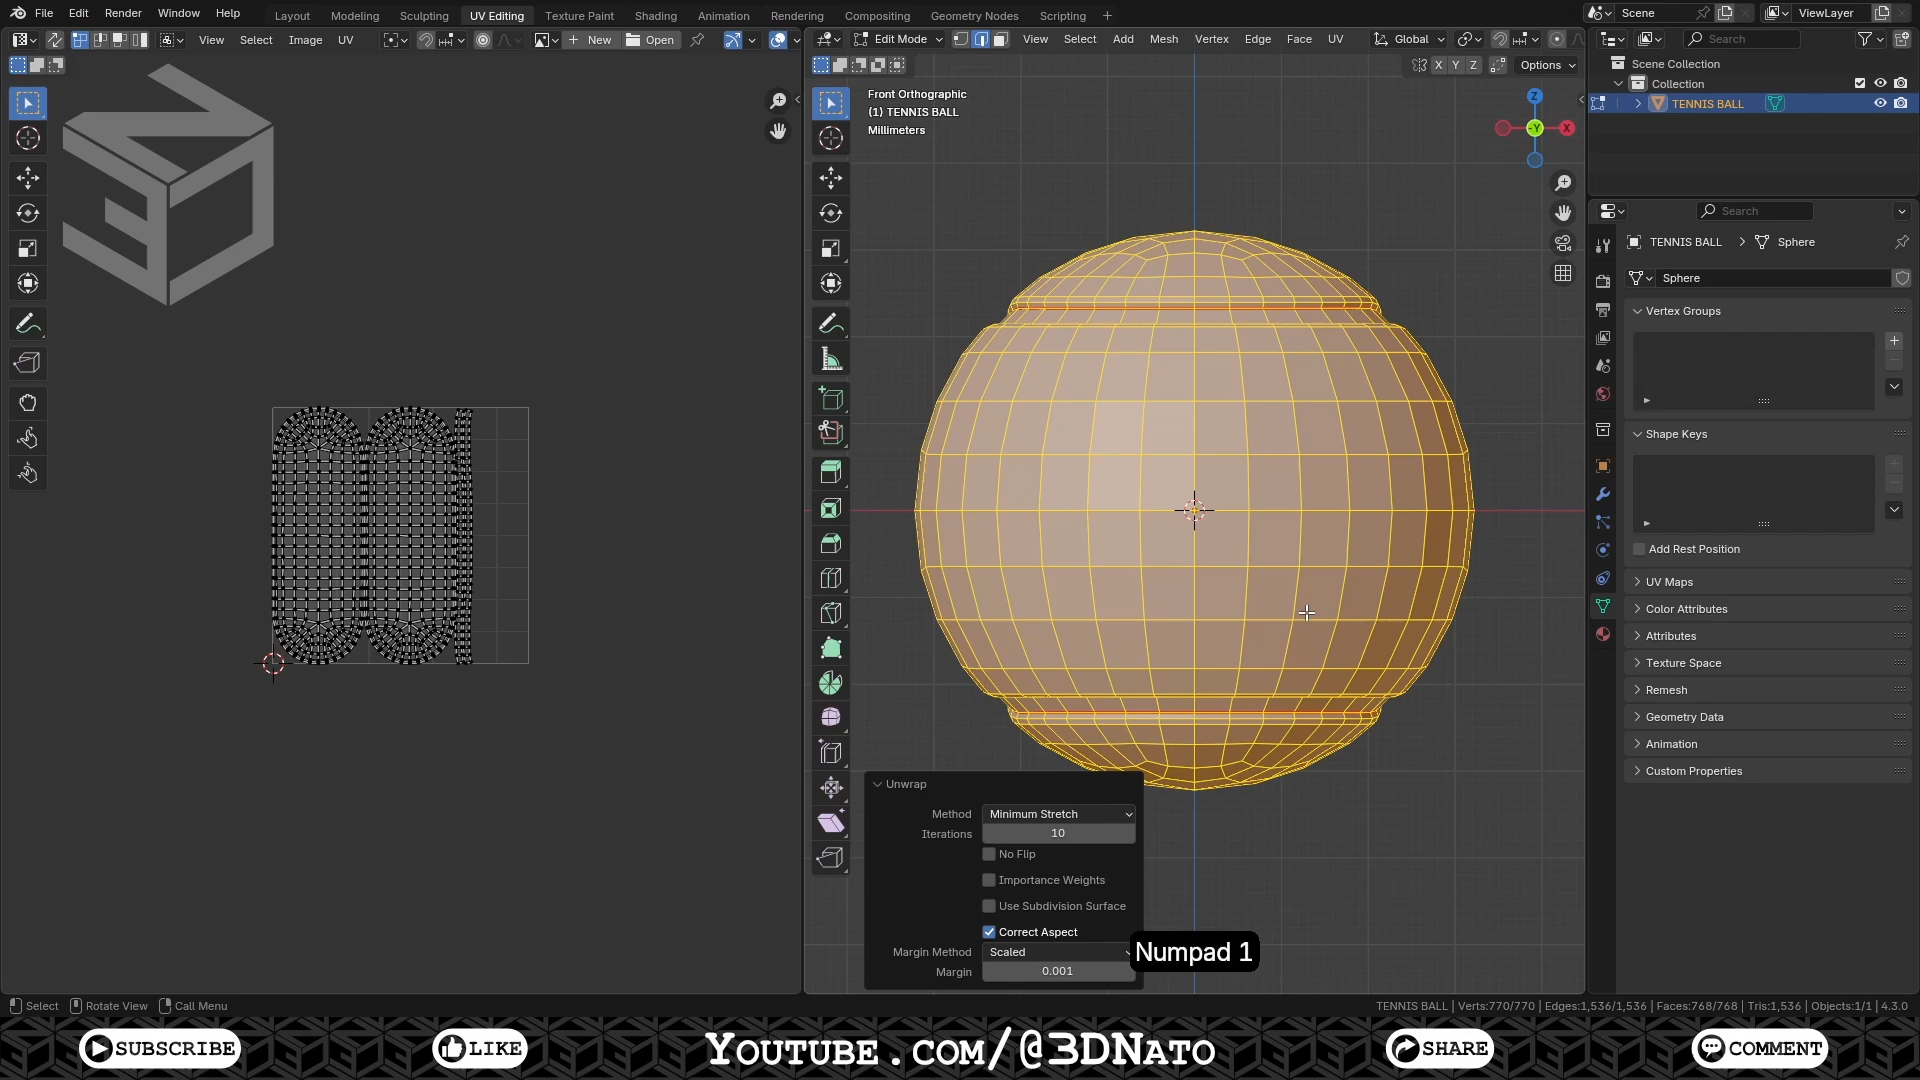 File Edit Render Window Help Layout Modeling Sculpting UV Editing Texture Paint Shading Animation Rendering Compositing Geometry Nodes Scripting + Scene ViewLayer
View Select Image UV New Open Edit Mode View Select Add Mesh Vertex Edge Face UV Global Search
X Y Z Options
Scene Collection
Collection
TENNIS BALL
Front Orthographic
(1) TENNIS BALL
Millimeters
Z
-Y
X
Search
TENNIS BALL > Sphere
Sphere
Vertex Groups
Shape Keys
Add Rest Position
UV Maps
Color Attributes
Attributes
Texture Space
Remesh
Geometry Data
Animation
Custom Properties
Unwrap
Method Minimum Stretch
Iterations 10
No Flip
Importance Weights
Use Subdivision Surface
Correct Aspect
Margin Method Scaled
Margin 0.001
Numpad 1
Select Rotate View Call Menu TENNIS BALL | Verts:770/770 | Edges:1,536/1,536 | Faces:768/768 | Tris:1,536 | Objects:1/1 | 4.3.0
SUBSCRIBE LIKE YOUTUBE.COM/@3DNATO SHARE COMMENT